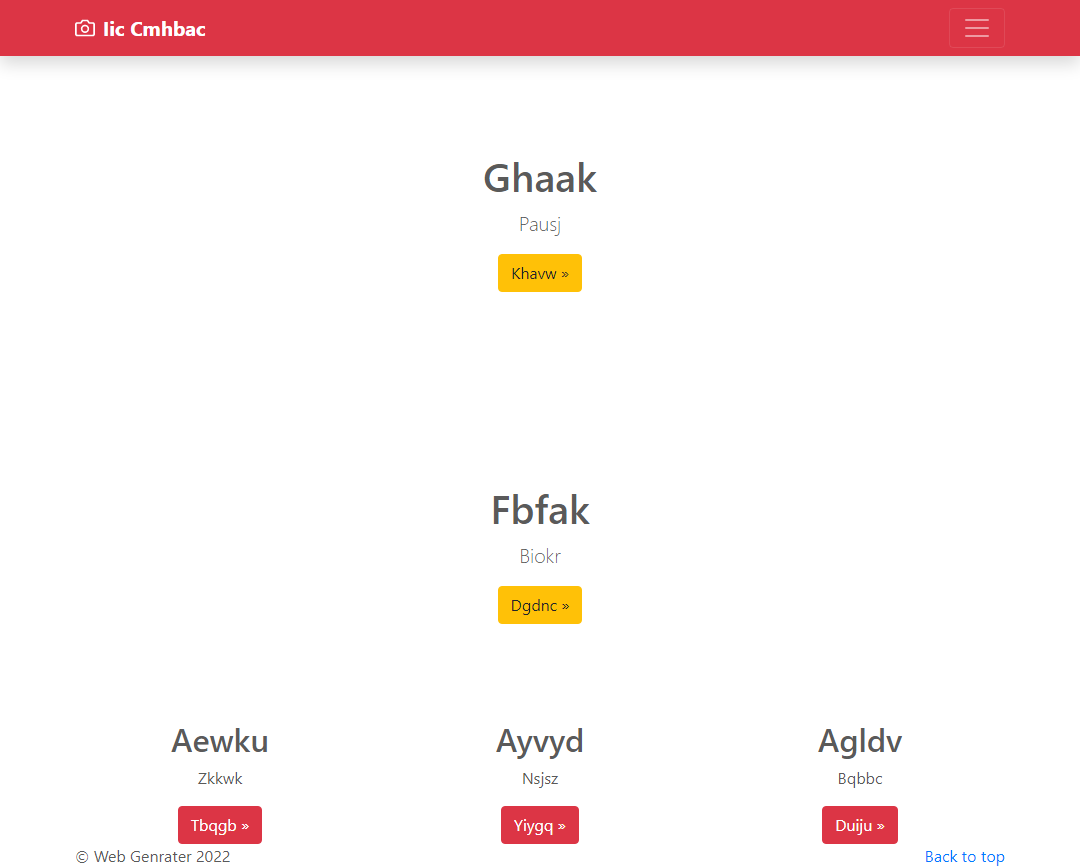 Iic Cmhbac
Ghaak
Pausj
Khavw »
Fbfak
Biokr
Dgdnc »
Aewku
Zkkwk
Tbqgb »
Ayvyd
Nsjsz
Yiygq »
Agldv
Bqbbc
Duiju »
© Web Genrater 2022
Back to top